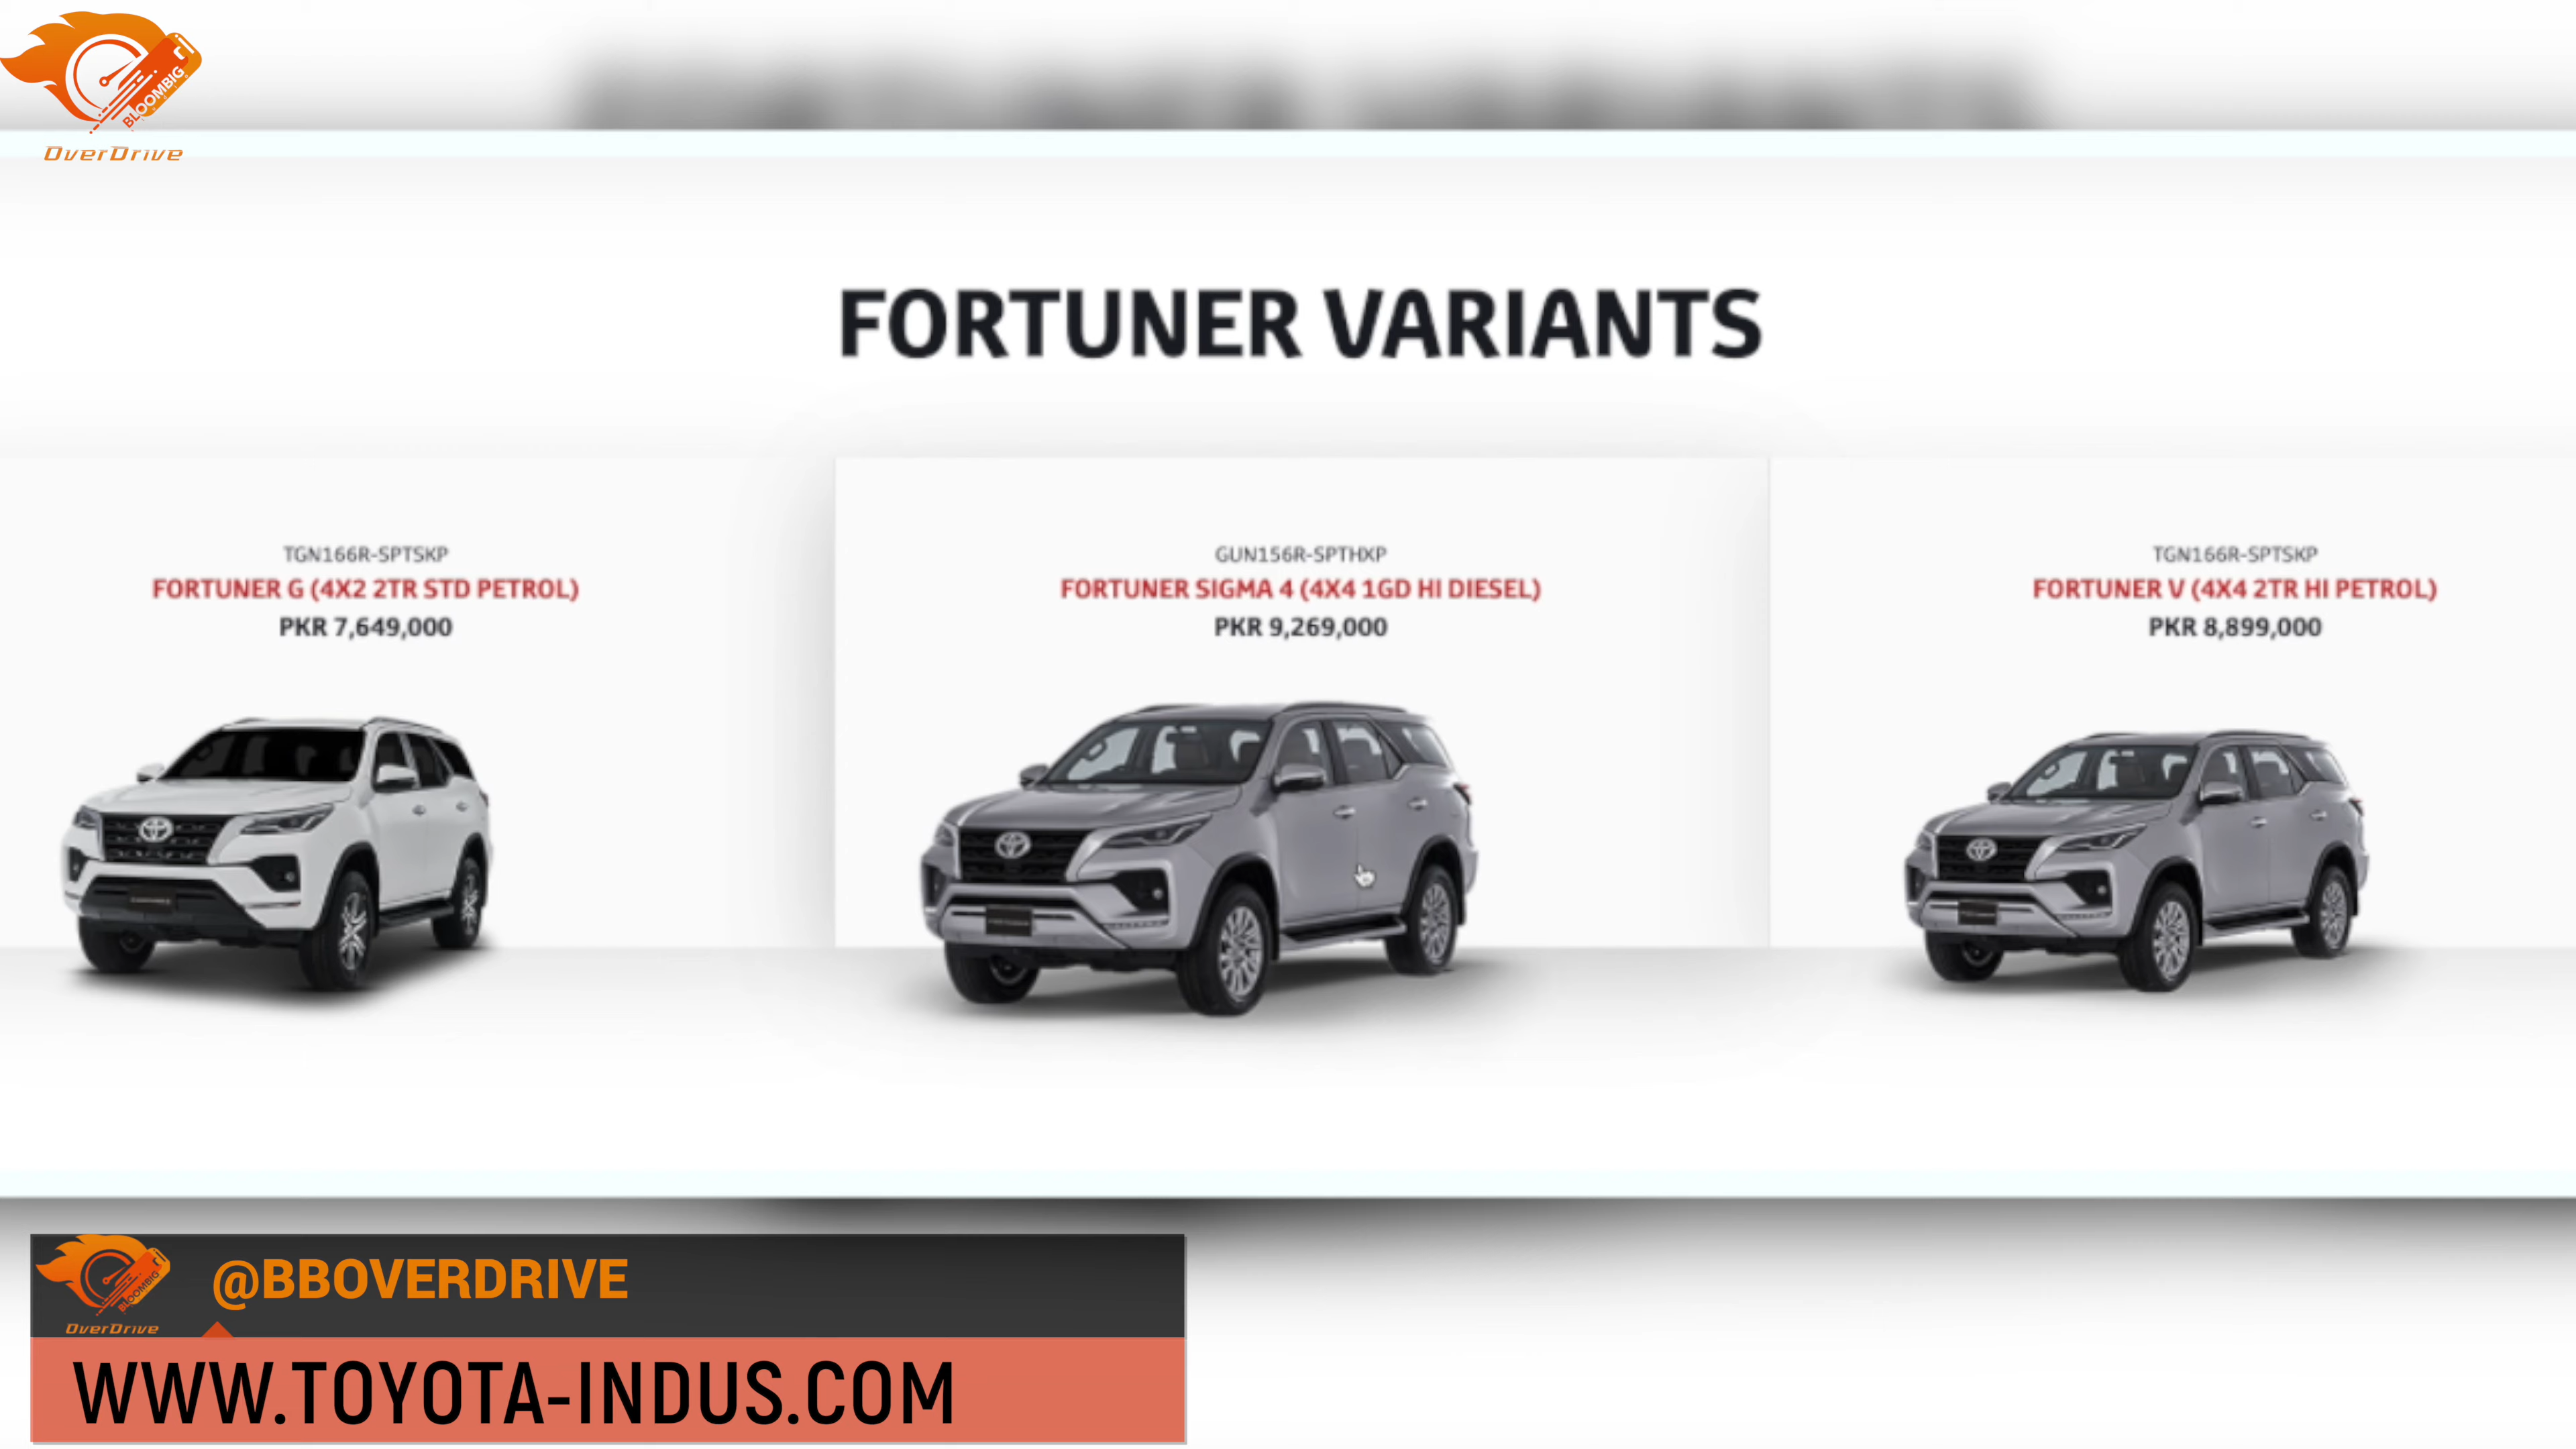 BLOOMBIG
OverDrive
FORTUNER VARIANTS
TGN166R-SPTSKP
FORTUNER G (4X2 2TR STD PETROL)
PKR 7,649,000
GUN156R-SPTHXP
FORTUNER SIGMA 4 (4X4 1GD HI DIESEL)
PKR 9,269,000
TGN166R-SPTSKP
FORTUNER V (4X4 2TR HI PETROL)
PKR 8,899,000
BLOOMBIG
OverDrive
@BBOVERDRIVE
WWW.TOYOTA-INDUS.COM